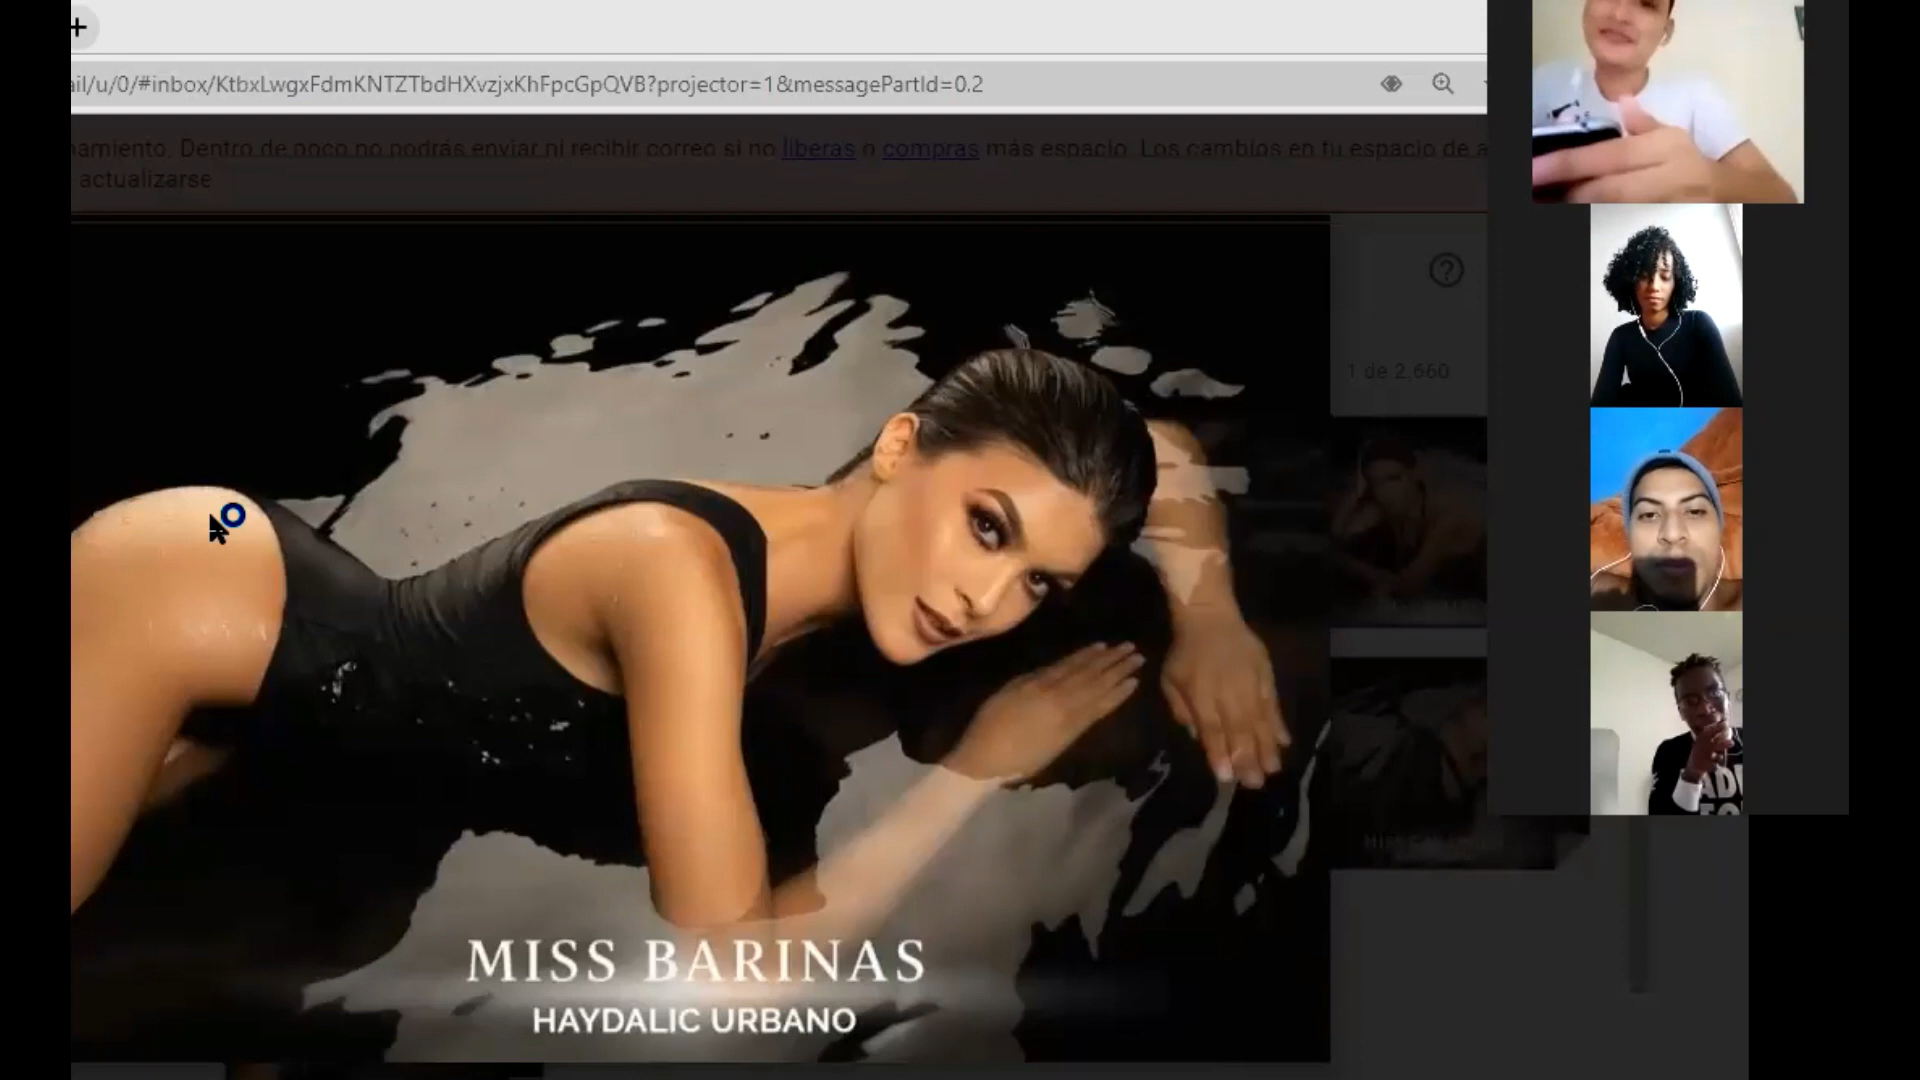 ail/u/0/#inbox/KtbxLwgxFdmKNTZTbdHXvzjxKhFpcGpQVB?projector=1&messagePartId=0.2
namiento. Dentro de poco no podrás enviar ni recibir correo si no liberas o compras más espacio. Los cambios en tu espacio de a
actualizarse
1 de 2.660
MISS BARINAS
HAYDALIC URBANO